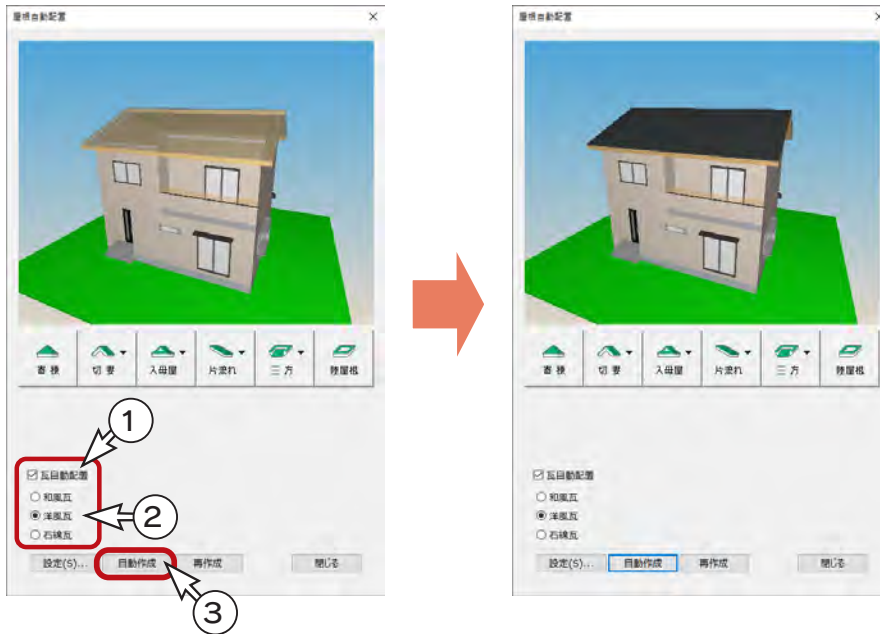 屋根自動配置
寄棟 切妻 入母屋 片流れ 三方 陸屋根
1
瓦自動配置
和風瓦
洋風瓦
2
石綿瓦
設定(S)... 自動作成 再作成 閉じる
3
屋根自動配置
寄棟 切妻 入母屋 片流れ 三方 陸屋根
瓦自動配置
和風瓦
洋風瓦
石綿瓦
設定(S)... 自動作成 再作成 閉じる